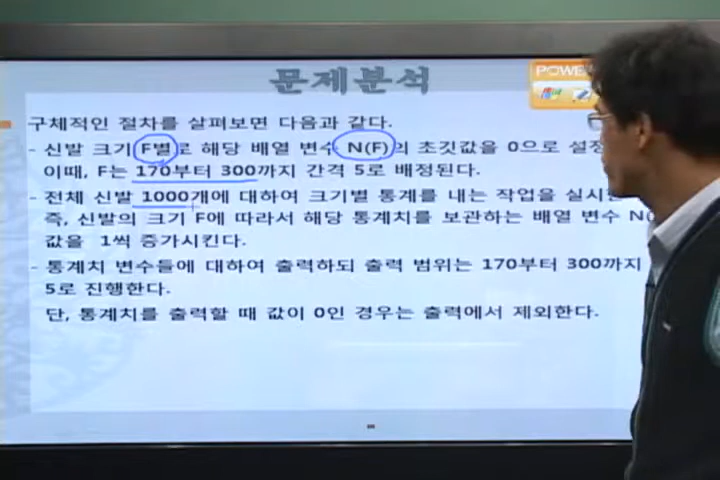 문제분석
POWE
구체적인 절차를 살펴보면 다음과 같다.
- 신발 크기 F별로 해당 배열 변수 N(F)의 초깃값을 0으로 설정
이때, F는 170부터 300까지 간격 5로 배정된다.
- 전체 신발 1000개에 대하여 크기별 통계를 내는 작업을 실시한
즉, 신발의 크기 F에 따라서 해당 통계치를 보관하는 배열 변수 N(
값을 1씩 증가시킨다.
- 통계치 변수들에 대하여 출력하되 출력 범위는 170부터 300까지
5로 진행한다.
단, 통계치를 출력할 때 값이 0인 경우는 출력에서 제외한다.